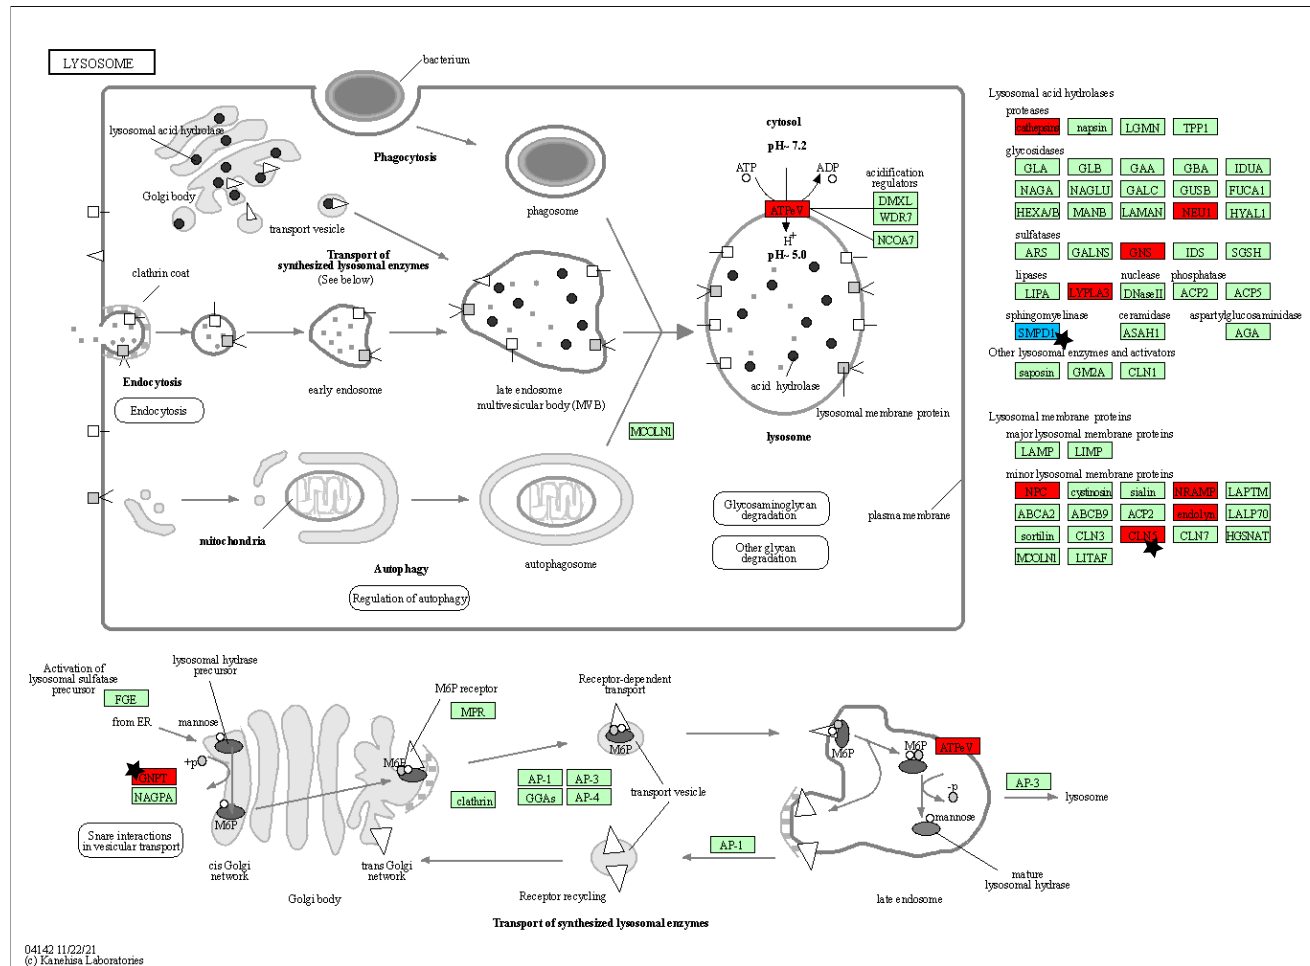 LYSOSOME
bacterium
lysosomal acid hydrolase
Phagocytosis
Golgi body
transport vesicle
phagosome
Transport of
synthesized lysosomal enzymes
(See below)
clathrin coat
Endocytosis
Endocytosis
early endosome
late endosome
multivesicular body (MVB)
MCOLN1
cytosol
pH~ 7.2
ATP
ADP
acidification
regulators
DMXL
WDR7
NCOA7
ATPeV
H+
pH~ 5.0
acid hydrolase
lysosomal membrane protein
lysosome
mitochondria
Autophagy
Regulation of autophagy
autophagosome
Glycosaminoglycan
degradation
Other glycan
degradation
plasma membrane
Lysosomal acid hydrolases
proteases
cathepsins napsin LGMN TPP1
glycosidases
GLA GLB GAA GBA IDUA
NAGA NAGLU GALC GUSB FUCA1
HEXA/B MANB LAMAN NEU1 HYAL1
sulfatases
ARS GALNS GNS IDS SGSH
lipases nuclease phosphatase
LIPA LYPLA3 DNaseII ACP2 ACP5
sphingomyelinase ceramidase aspartylglucosaminidase
SMPD1 ASAH1 AGA
Other lysosomal enzymes and activators
saposin GM2A CLN1
Lysosomal membrane proteins
major lysosomal membrane proteins
LAMP LIMP
minor lysosomal membrane proteins
NPC cystinosin sialin NRAMP LAPTM
ABCA2 ABCB9 ACP2 endolyn LALP70
sortilin CLN3 CLN5 CLN7 HGSNAT
MCOLN1 LITAF
Activation of
lysosomal sulfatase
precursor
FGE
lysosomal hydrase
precursor
from ER
mannose
+p
GNPT
NAGPA
M6P
Snare interactions
in vesicular transport
cis Golgi
network
Golgi body
trans Golgi
network
M6P receptor
MPR
M6P
clathrin
AP-1 AP-3
GGAs AP-4
Receptor-dependent
transport
M6P
transport vesicle
AP-1
Receptor recycling
Transport of synthesized lysosomal enzymes
M6P
M6P
ATPeV
-p
mannose
AP-3
lysosome
mature
lysosomal hydrase
late endosome
04142 11/22/21
(c) Kanehisa Laboratories